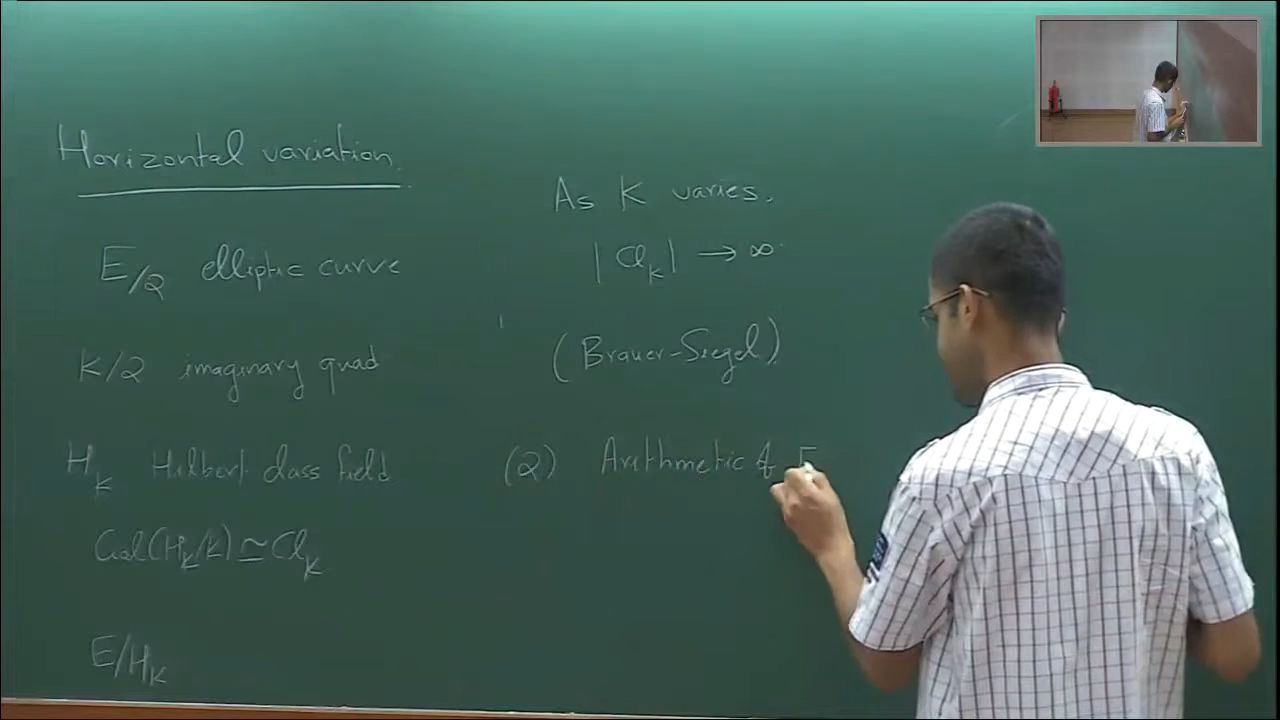 Horizontal variation.
E/Q elliptic curve
K/Q imaginary quad
H_K Hilbert class field
Gal(H_K/K) ≃ Cl_K
E/H_K
As K varies.
|Cl_K| → ∞
(Brauer-Siegel)
(2) Arithmetic of E